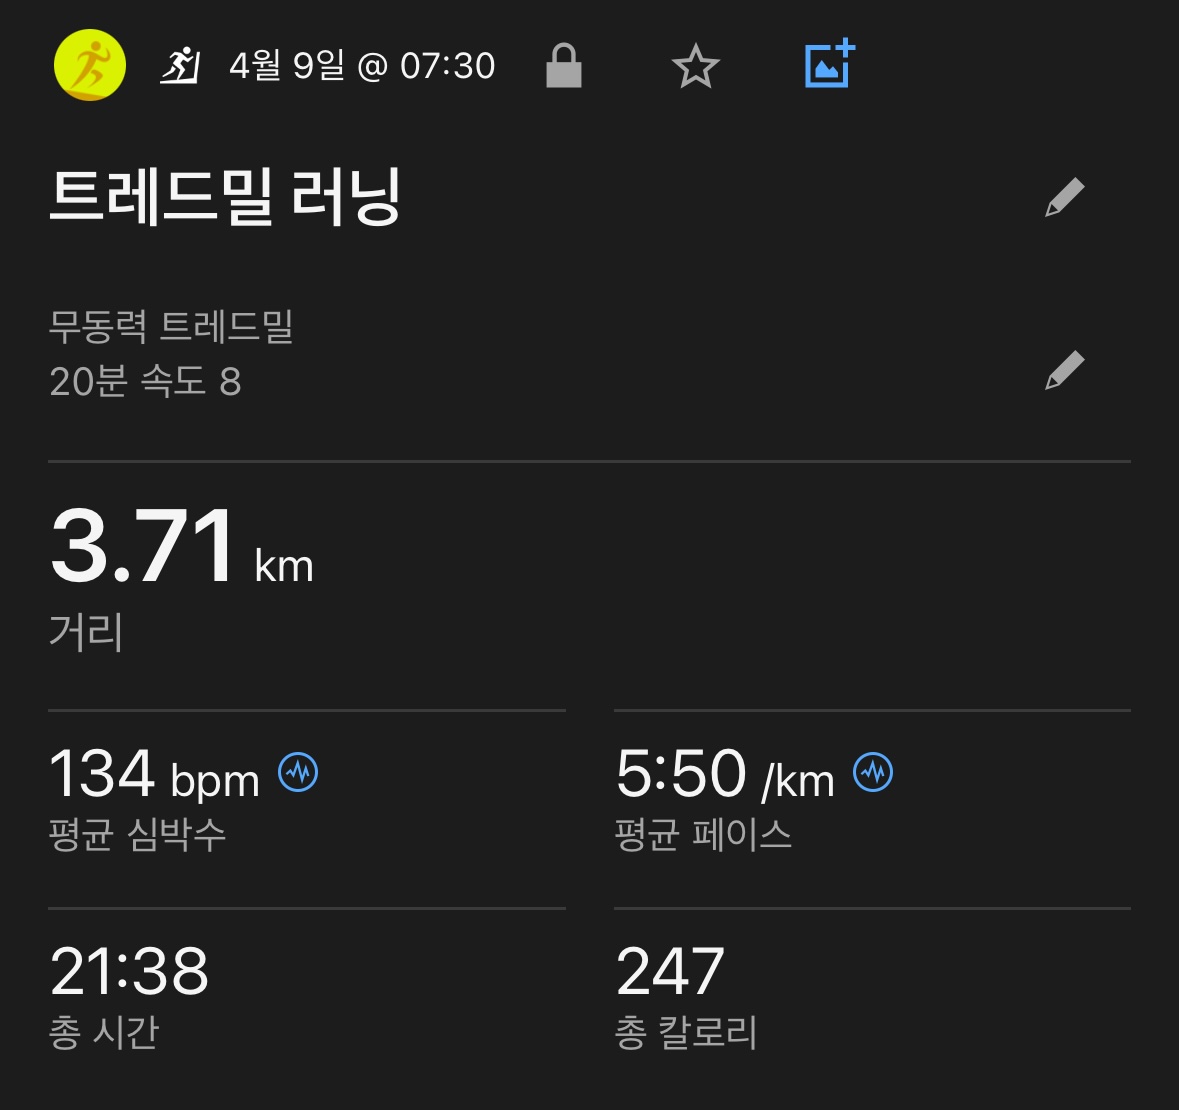 4월 9일 @ 07:30
트레드밀 러닝
무동력 트레드밀
20분 속도 8
3.71 km
거리
134 bpm
평균 심박수
5:50 /km
평균 페이스
21:38
총 시간
247
총 칼로리